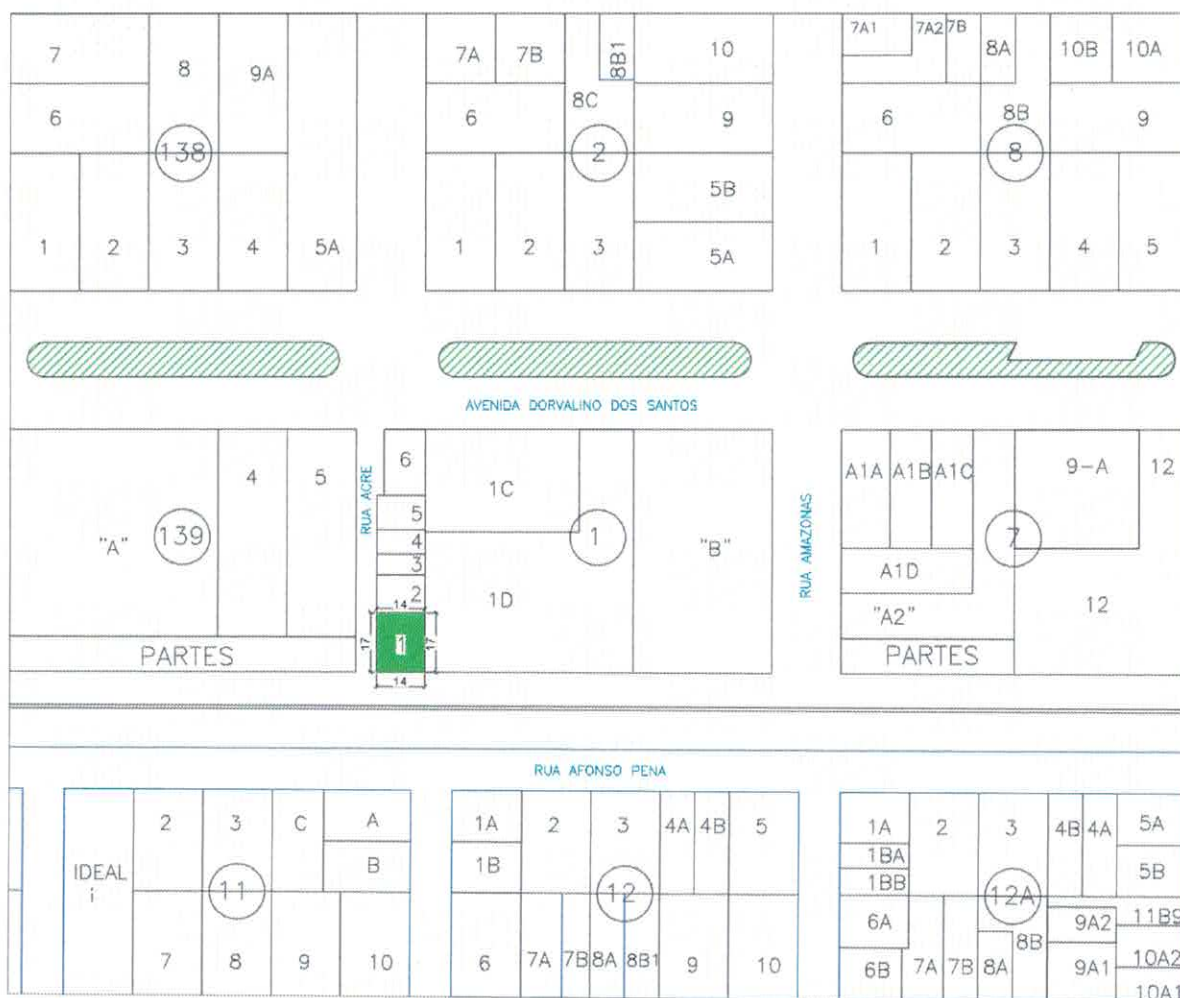 7
8
9A
6
138
1
2
3
4
5A
7A
7B
8B1
10
8C
6
2
9
5B
1
2
3
5A
7A1
7A2
7B
8A
10B
10A
6
8B
8
9
1
2
3
4
5
AVENIDA DORVALINO DOS SANTOS
"A"
139
4
5
PARTES
RUA ACRE
6
5
4
3
2
14
17
1
17
14
1C
1
1D
"B"
RUA AMAZONAS
A1A
A1B
A1C
9-A
12
7
A1D
"A2"
12
PARTES
RUA AFONSO PENA
IDEAL
i
2
3
C
A
B
11
7
8
9
10
1A
2
3
4A
4B
5
1B
12
6
7A
7B
8A
8B1
9
10
1A
2
3
4B
4A
5A
1BA
1BB
5B
12A
6A
9A2
11B9
8B
6B
7A
7B
8A
9A1
10A2
10A1